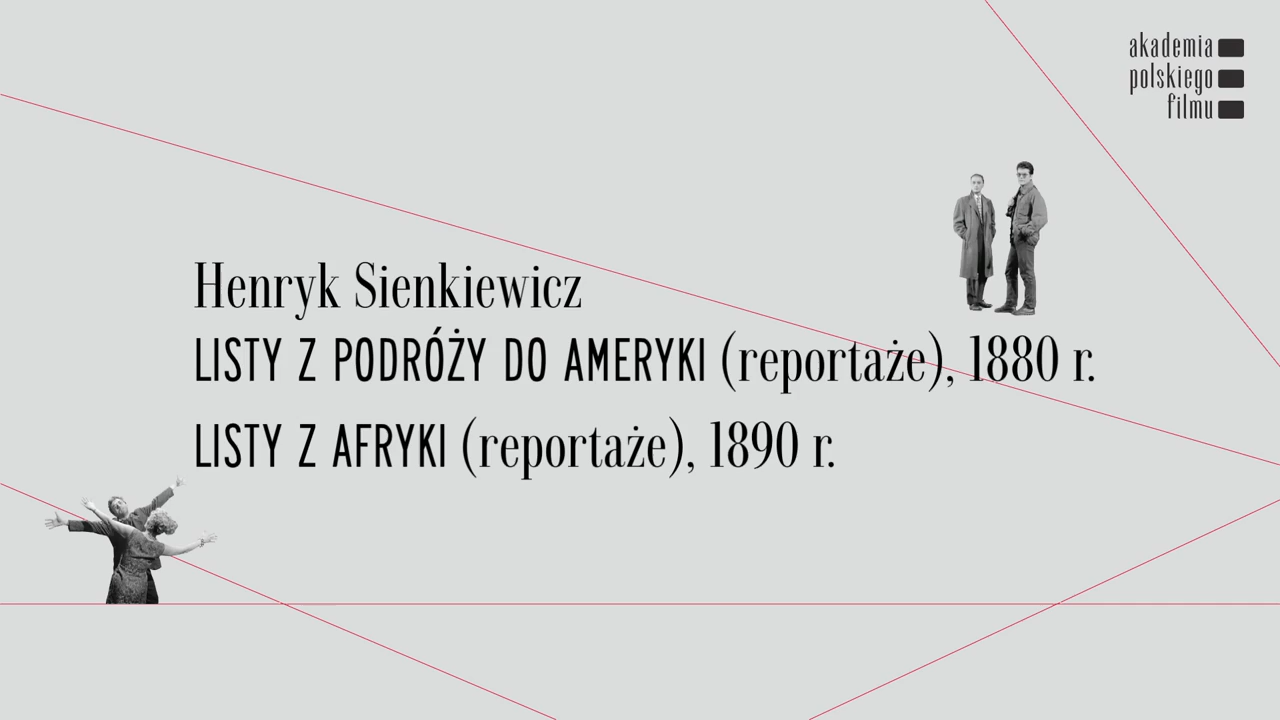 akademia
polskiego
filmu
Henryk Sienkiewicz
LISTY Z PODRÓŻY DO AMERYKI (reportaże), 1880 r.
LISTY Z AFRYKI (reportaże), 1890 r.